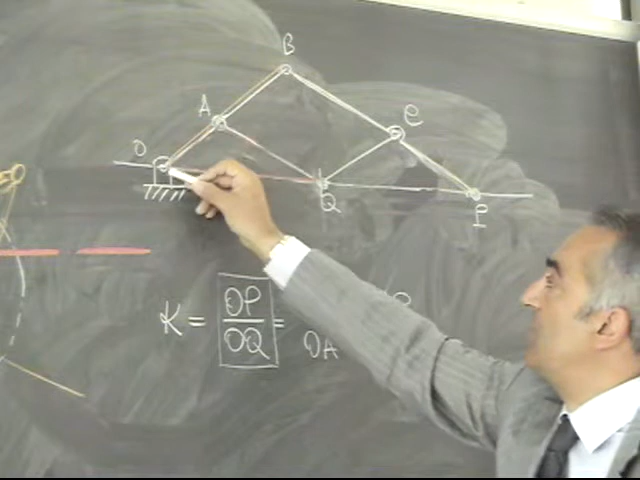 B
A
C
O
Q
P
K = OP/OQ = OA